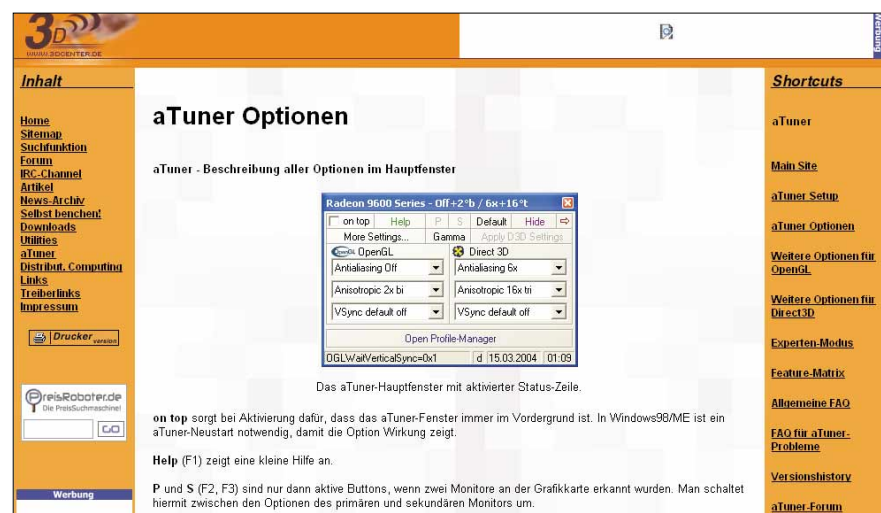 3D
WWW.3DCENTER.DE
Werbung
Inhalt
Home
Sitemap
Suchfunktion
Forum
IRC-Channel
Artikel
News-Archiv
Selbst benchen!
Downloads
Utilities
aTuner
Distribut. Computing
Links
Treiberlinks
Impressum
Drucker version
PreisRoboter.de
Die PreisSuchmaschine!
GO
Werbung
aTuner Optionen
aTuner - Beschreibung aller Optionen im Hauptfenster
Radeon 9600 Series - Off+2*b / 6x+16*t
on top Help P S Default Hide
More Settings... Gamma Apply D3D Settings
OpenGL OpenGL Direct 3D
Antialiasing Off Antialiasing 6x
Anisotropic 2x bi Anisotropic 16x tri
VSync default off VSync default off
Open Profile-Manager
OGLWaitVerticalSync=0x1 d 15.03.2004 01:09
Das aTuner-Hauptfenster mit aktivierter Status-Zeile.
on top sorgt bei Aktivierung dafür, dass das aTuner-Fenster immer im Vordergrund ist. In Windows98/ME ist ein
aTuner-Neustart notwendig, damit die Option Wirkung zeigt.
Help (F1) zeigt eine kleine Hilfe an.
P und S (F2, F3) sind nur dann aktive Buttons, wenn zwei Monitore an der Grafikkarte erkannt wurden. Man schaltet
hiermit zwischen den Optionen des primären und sekundären Monitors um.
Shortcuts
aTuner
Main Site
aTuner Setup
aTuner Optionen
Weitere Optionen für
OpenGL
Weitere Optionen für
Direct3D
Experten-Modus
Feature-Matrix
Allgemeine FAQ
FAQ für aTuner-
Probleme
Versionshistory
aTuner-Forum